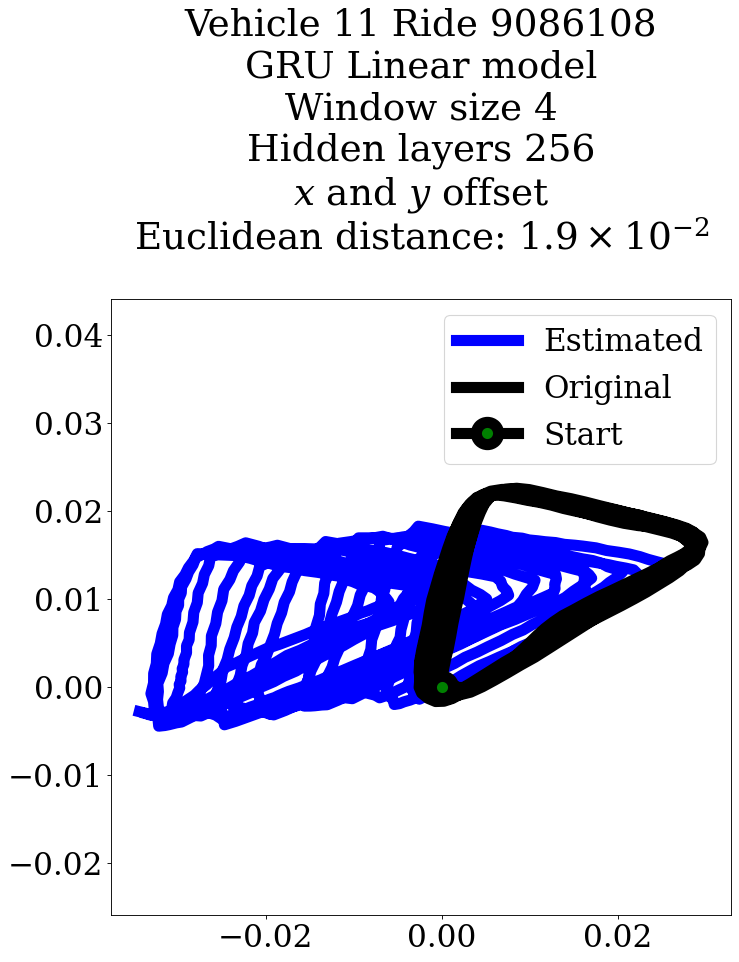 Vehicle 11 Ride 9086108
GRU Linear model
Window size 4
Hidden layers 256
x and y offset
Euclidean distance: 1.9 × 10⁻²
0.04
0.03
0.02
0.01
0.00
−0.01
−0.02
Estimated
Original
Start
−0.02
0.00
0.02